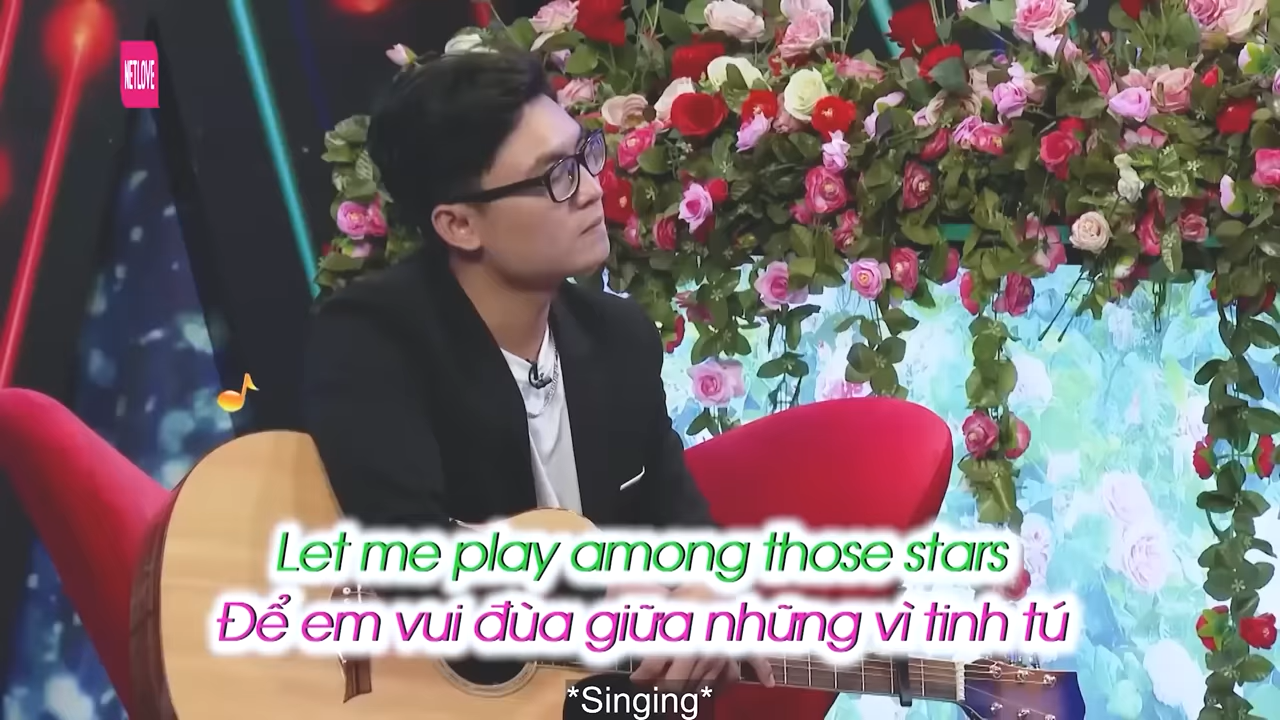 NETLOVE
Let me play among those stars
Để em vui đùa giữa những vì tinh tú
*Singing*